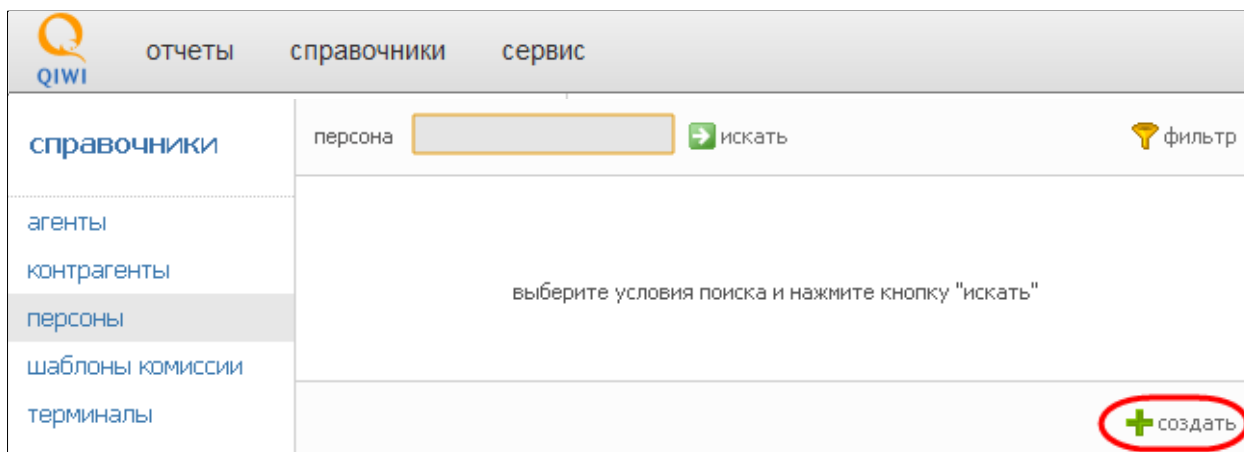 QIWI
отчеты справочники сервис
справочники
персона искать фильтр
агенты
контрагенты
персоны
шаблоны комиссии
терминалы
выберите условия поиска и нажмите кнопку "искать"
создать